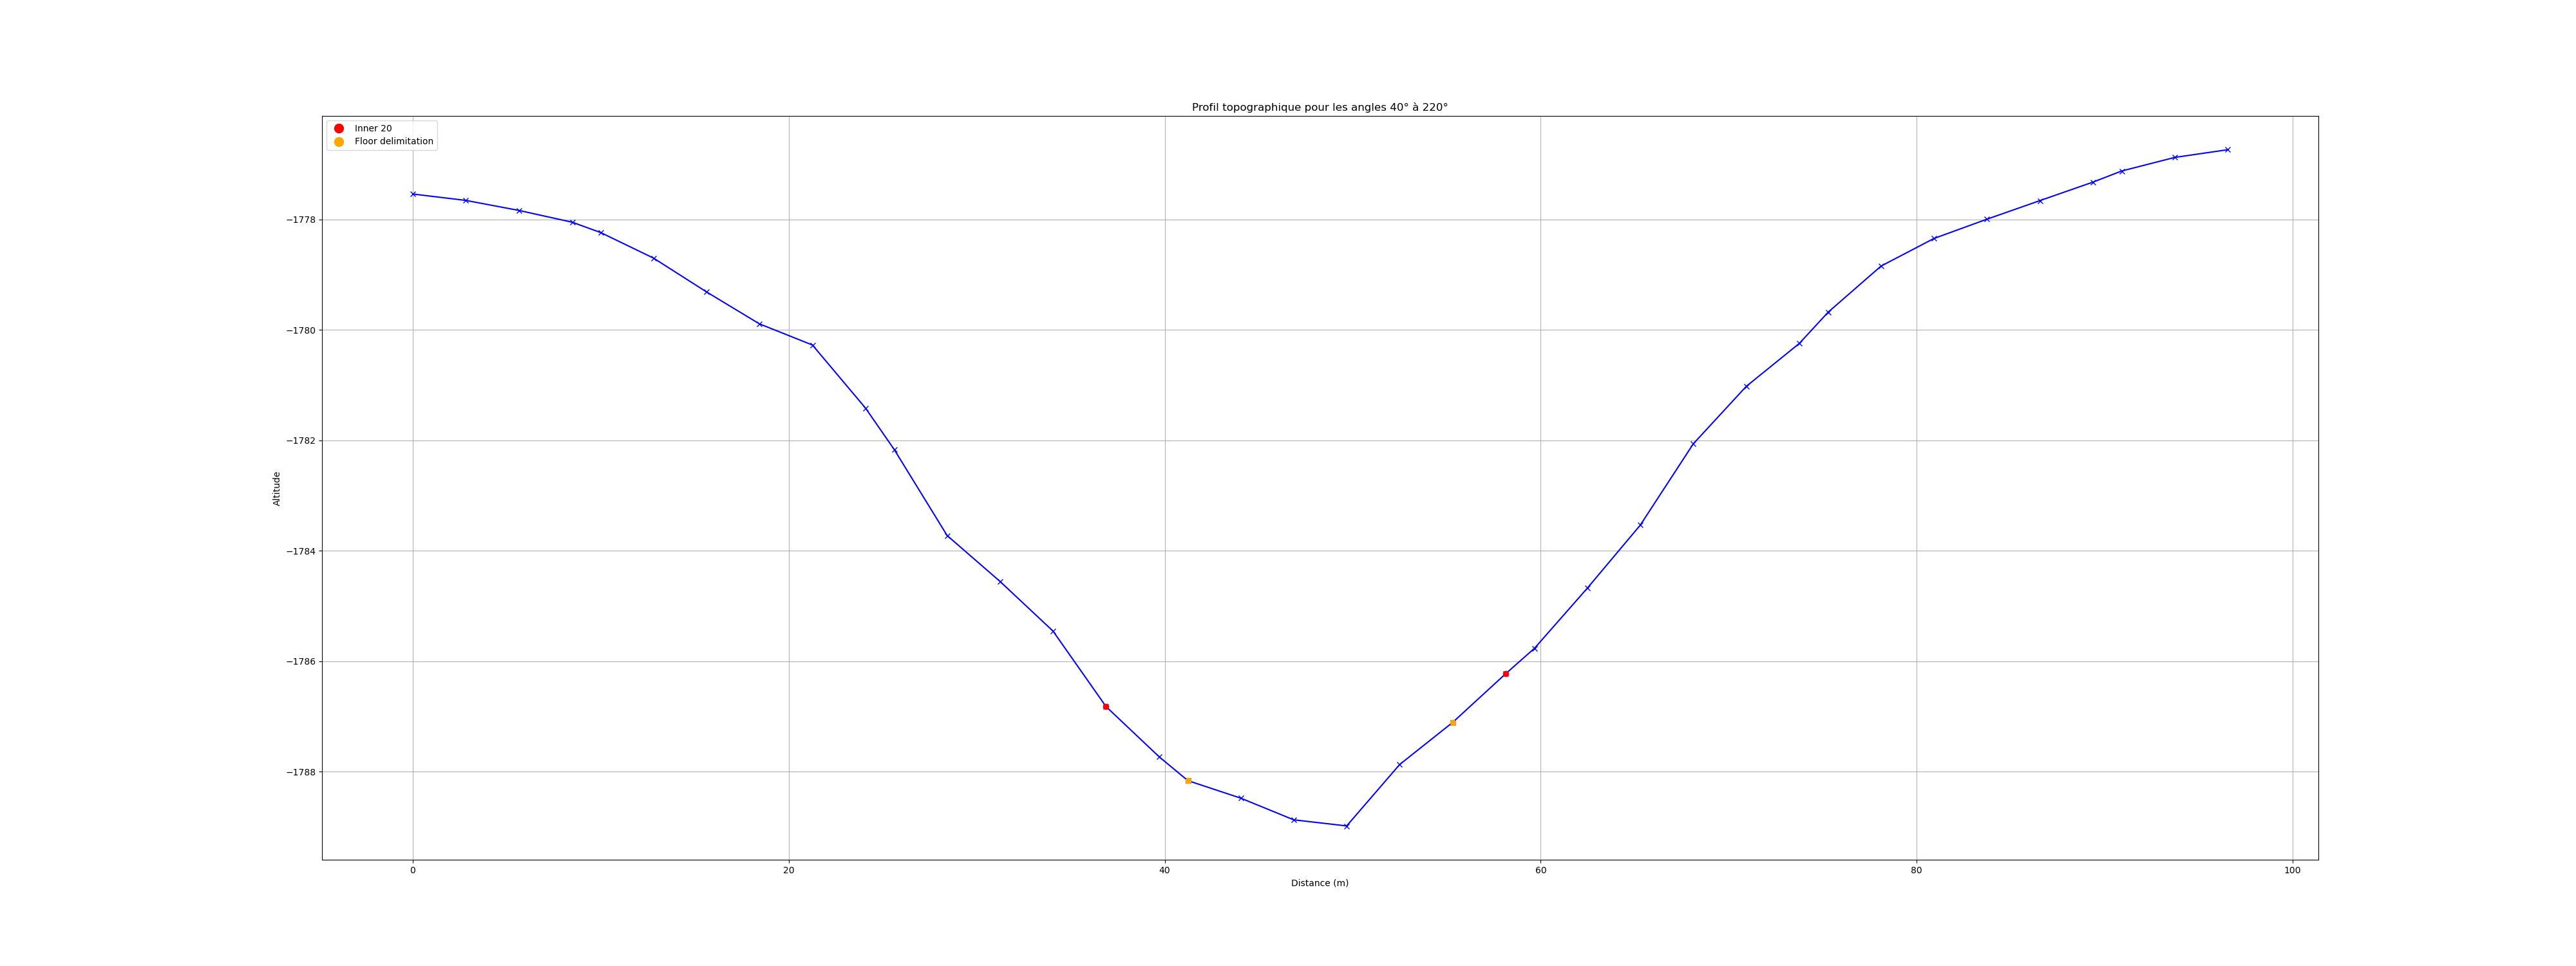 Profil topographique pour les angles 40° à 220°
Inner 20
Floor delimitation
−1778
−1780
−1782
−1784
−1786
−1788
Altitude
0 20 40 60 80 100
Distance (m)